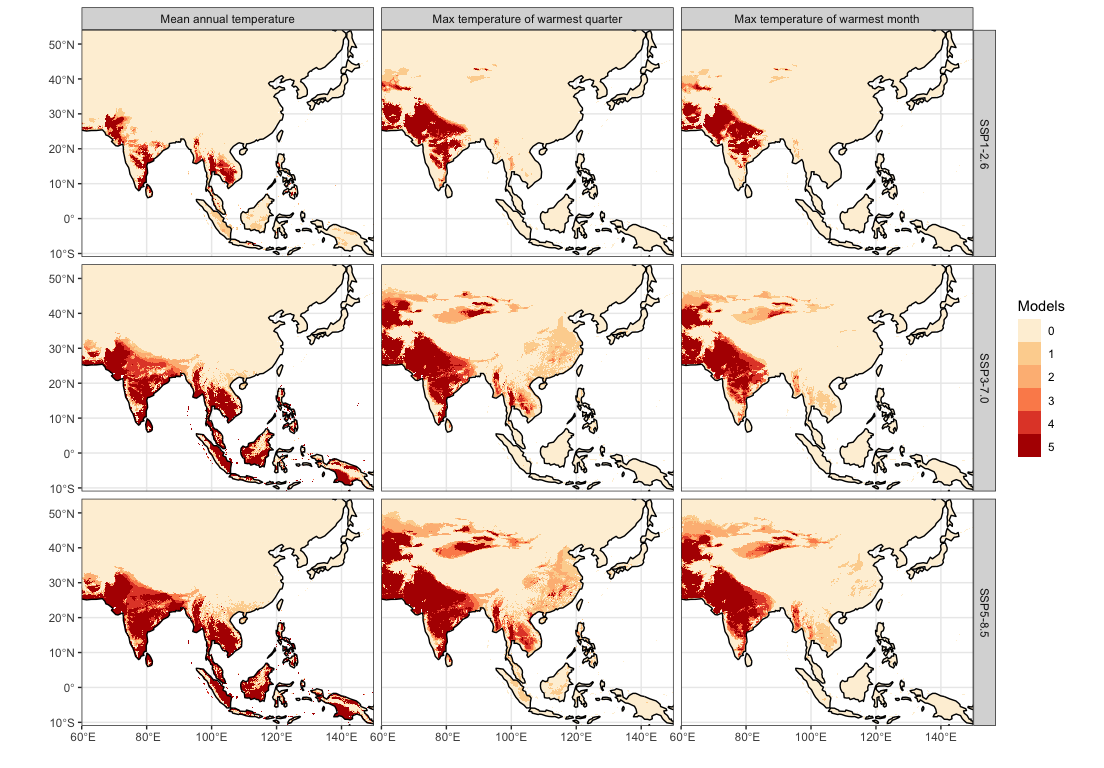 Mean annual temperature
Max temperature of warmest quarter
Max temperature of warmest month
50°N
40°N
30°N
20°N
10°N
0°
10°S
SSP1-2.6
50°N
40°N
30°N
20°N
10°N
0°
10°S
SSP3-7.0
50°N
40°N
30°N
20°N
10°N
0°
10°S
SSP5-8.5
60°E
80°E
100°E
120°E
140°E
60°E
80°E
100°E
120°E
140°E
60°E
80°E
100°E
120°E
140°E
Models
0
1
2
3
4
5